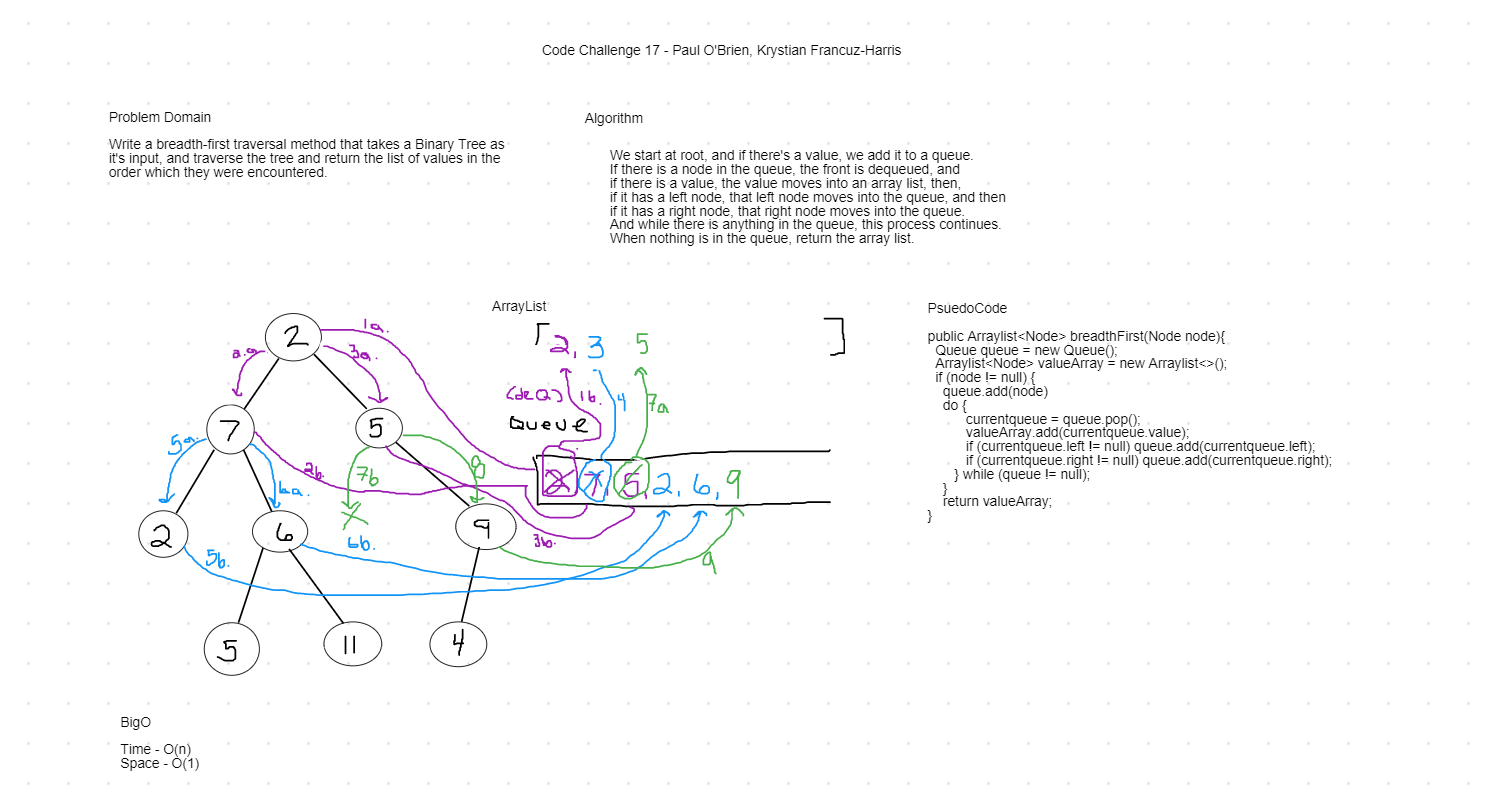 Code Challenge 17 - Paul O'Brien, Krystian Francuz-Harris
Problem Domain
Write a breadth-first traversal method that takes a Binary Tree as
it's input, and traverse the tree and return the list of values in the
order which they were encountered.
Algorithm
We start at root, and if there's a value, we add it to a queue.
If there is a node in the queue, the front is dequeued, and
if there is a value, the value moves into an array list, then,
if it has a left node, that left node moves into the queue, and then
if it has a right node, that right node moves into the queue.
And while there is anything in the queue, this process continues.
When nothing is in the queue, return the array list.
ArrayList
[ 2, 3 5 ]
(deQ) 1b. 4 7a
Queue
2 7, 5, 2, 6, 9
1a.
3a.
2
7
5
5a.
2b.
7b
8
6a.
X
2
6
9
6b.
3b.
5b.
9
5
11
4
PsuedoCode
public Arraylist<Node> breadthFirst(Node node){
Queue queue = new Queue();
Arraylist<Node> valueArray = new Arraylist<>();
if (node != null) {
queue.add(node)
do {
currentqueue = queue.pop();
valueArray.add(currentqueue.value);
if (currentqueue.left != null) queue.add(currentqueue.left);
if (currentqueue.right != null) queue.add(currentqueue.right);
} while (queue != null);
}
return valueArray;
}
BigO
Time - O(n)
Space - O(1)